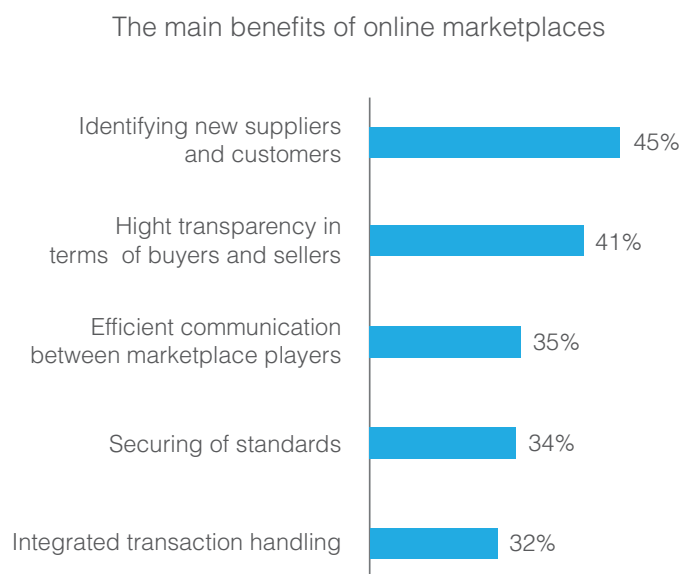 The main benefits of online marketplaces
Identifying new suppliers
and customers
45%
Hight transparency in
terms of buyers and sellers
41%
Efficient communication
between marketplace players
35%
Securing of standards
34%
Integrated transaction handling
32%